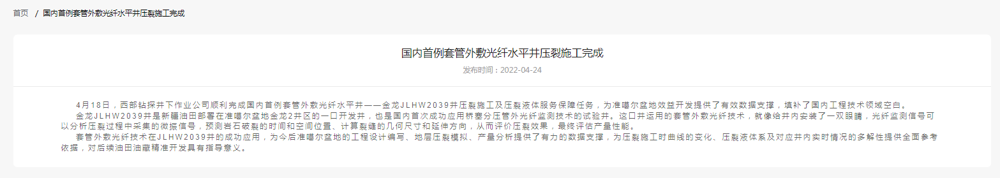 首页 / 国内首例套管外敷光纤水平井压裂施工完成
国内首例套管外敷光纤水平井压裂施工完成
发布时间：2022-04-24
4月18日，西部钻探井下作业公司顺利完成国内首例套管外敷光纤水平井——金龙JLHW2039井压裂施工及压裂液体服务保障任务，为准噶尔盆地效益开发提供了有效数据支撑，填补了国内工程技术领域空白。
金龙JLHW2039井是新疆油田部署在准噶尔盆地金龙2井区的一口开发井，也是国内首次成功应用桥塞分压管外光纤监测技术的试验井。这口井运用的套管外敷光纤技术，就像给井内安装了一双眼睛，光纤监测信号可
以分析压裂过程中采集的微振信号，预测岩石破裂的时间和空间位置、计算裂缝的几何尺寸和延伸方向，从而评价压裂效果，最终评估产量性能。
套管外敷光纤技术在JLHW2039井的成功应用，为今后准噶尔盆地的工程设计编写、地层压裂模拟、产量分析提供了有力的数据支撑，为压裂施工时曲线的变化、压裂液体系及对应井内实时情况的多解性提供全面参考
依据，对后续油田油藏精准开发具有指导意义。